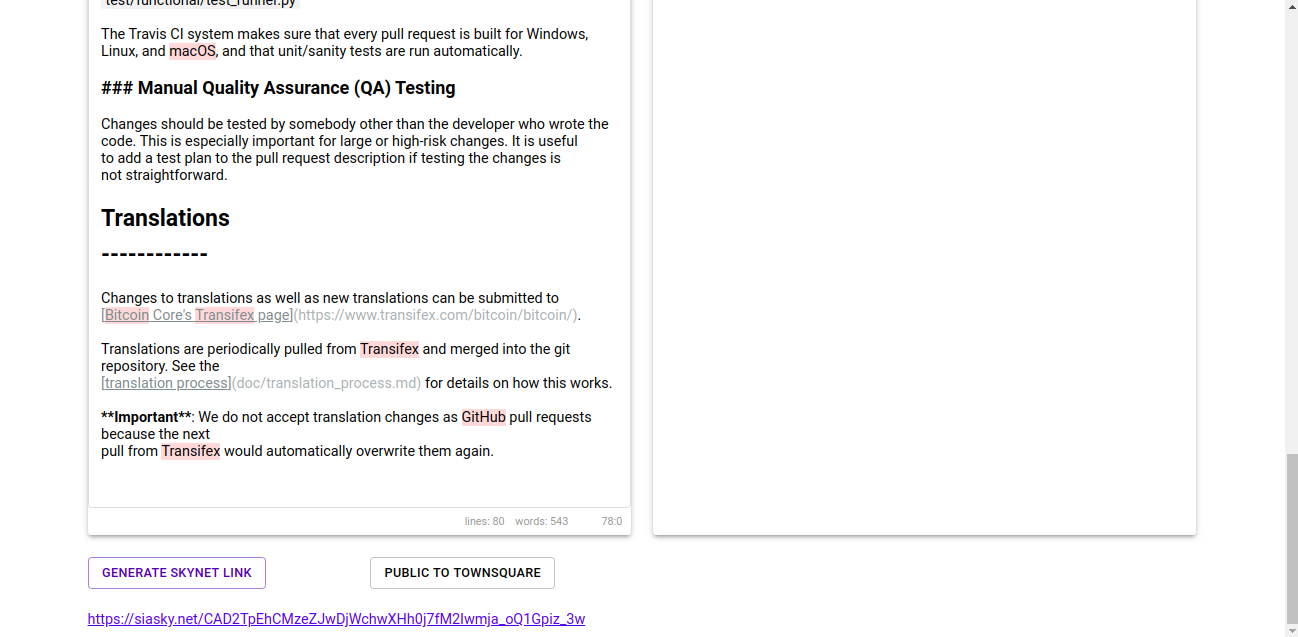 test/functional/test_runner.py
The Travis CI system makes sure that every pull request is built for Windows,
Linux, and macOS, and that unit/sanity tests are run automatically.
### Manual Quality Assurance (QA) Testing
Changes should be tested by somebody other than the developer who wrote the
code. This is especially important for large or high-risk changes. It is useful
to add a test plan to the pull request description if testing the changes is
not straightforward.
Translations
------------
Changes to translations as well as new translations can be submitted to
[Bitcoin Core's Transifex page](https://www.transifex.com/bitcoin/bitcoin/).
Translations are periodically pulled from Transifex and merged into the git
repository. See the
[translation process](doc/translation_process.md) for details on how this works.
**Important**: We do not accept translation changes as GitHub pull requests
because the next
pull from Transifex would automatically overwrite them again.
lines: 80 words: 543 78:0
GENERATE SKYNET LINK
PUBLIC TO TOWNSQUARE
https://siasky.net/CAD2TpEhCMzeZJwDjWchwXHh0j7fM2Iwmja_oQ1Gpiz_3w